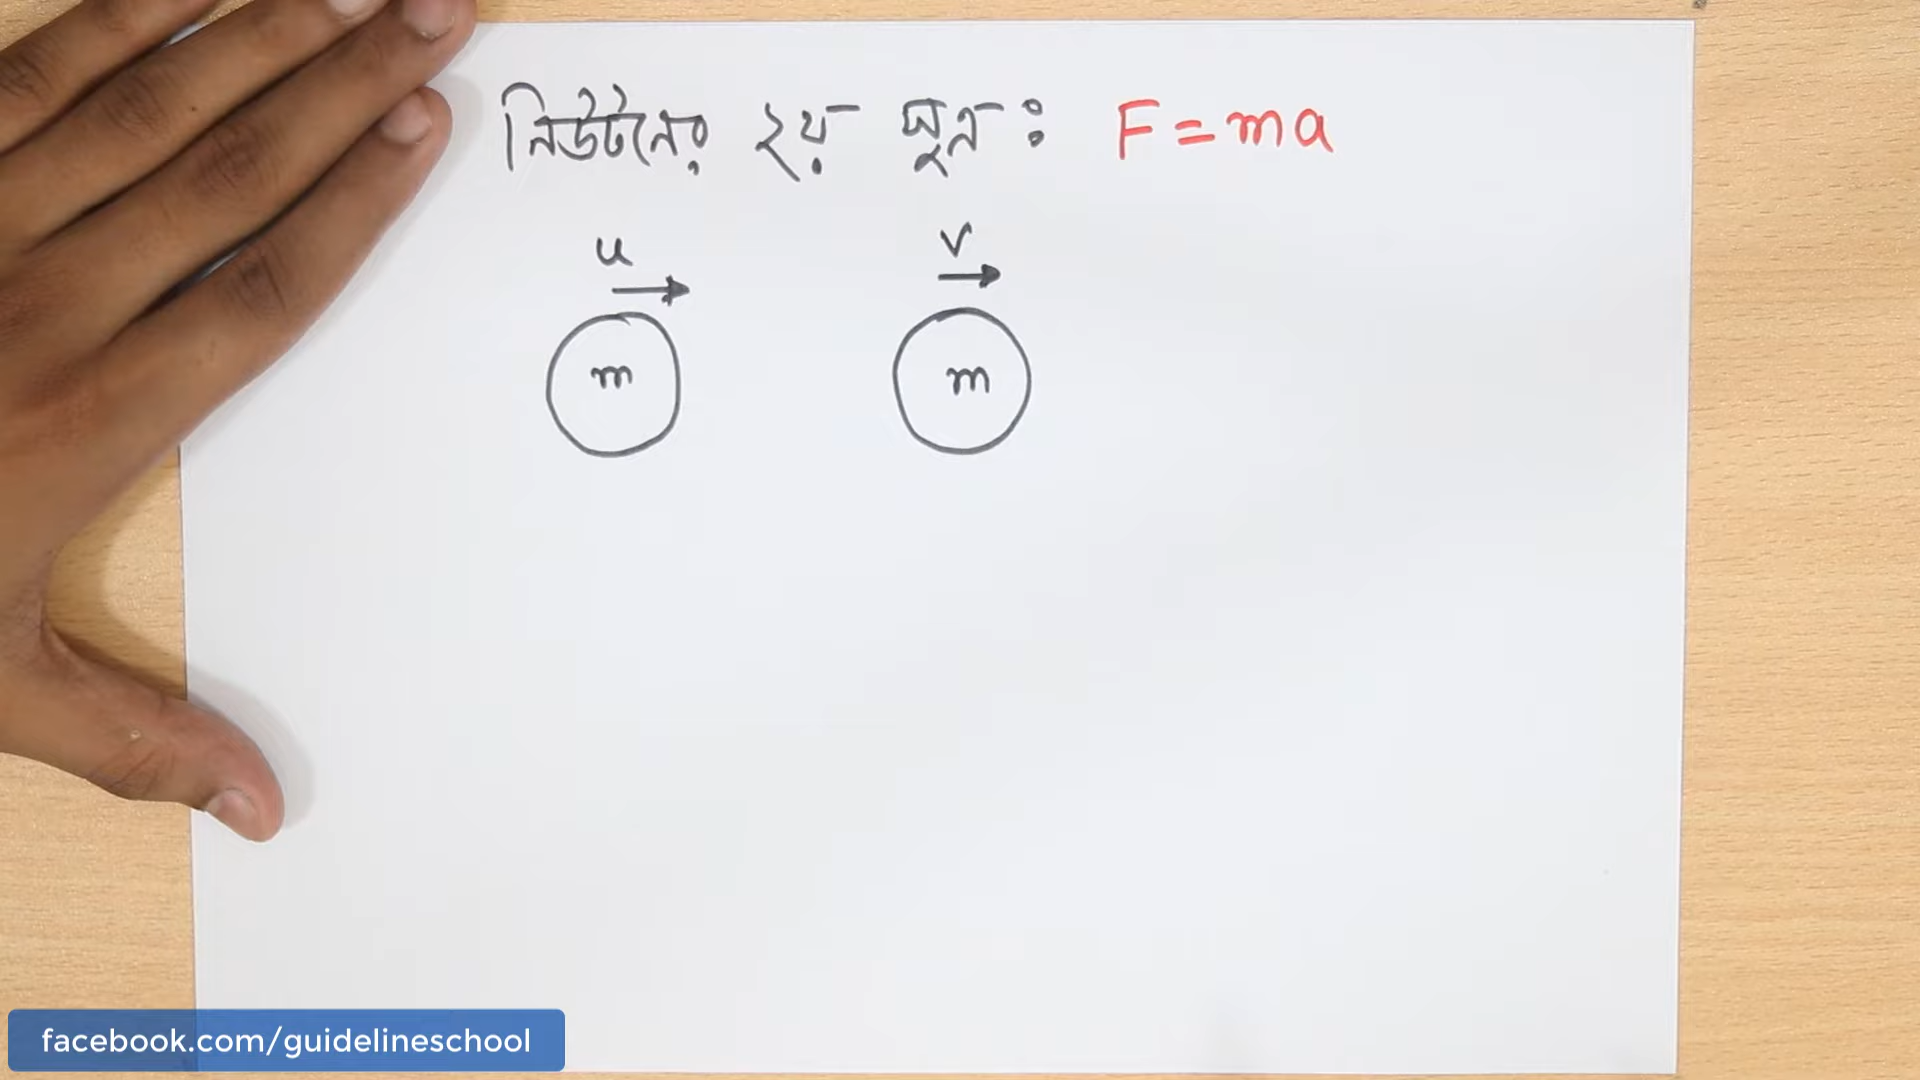 নিউটনের ২য় সূত্র : F = ma
u v
m m
facebook.com/guidelineschool